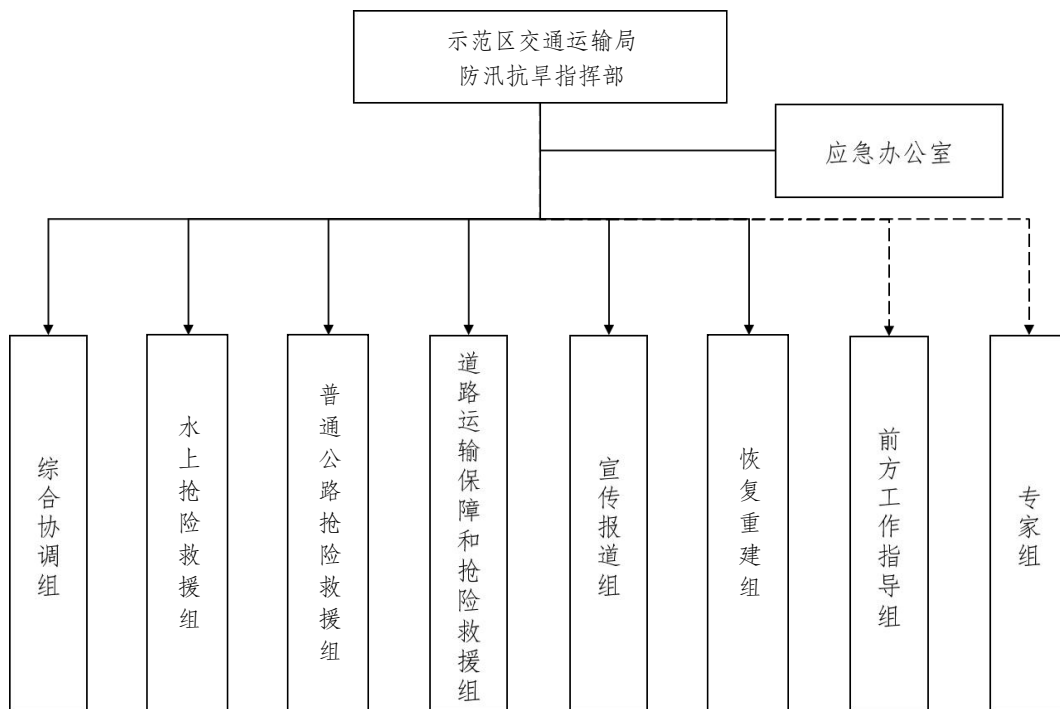 示范区交通运输局
防汛抗旱指挥部
应急办公室
综合协调组
水上抢险救援组
普通公路抢险救援组
道路运输保障和抢险救援组
宣传报道组
恢复重建组
前方工作指导组
专家组